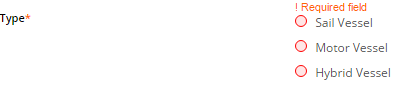 ! Required field
Type*
Sail Vessel
Motor Vessel
Hybrid Vessel